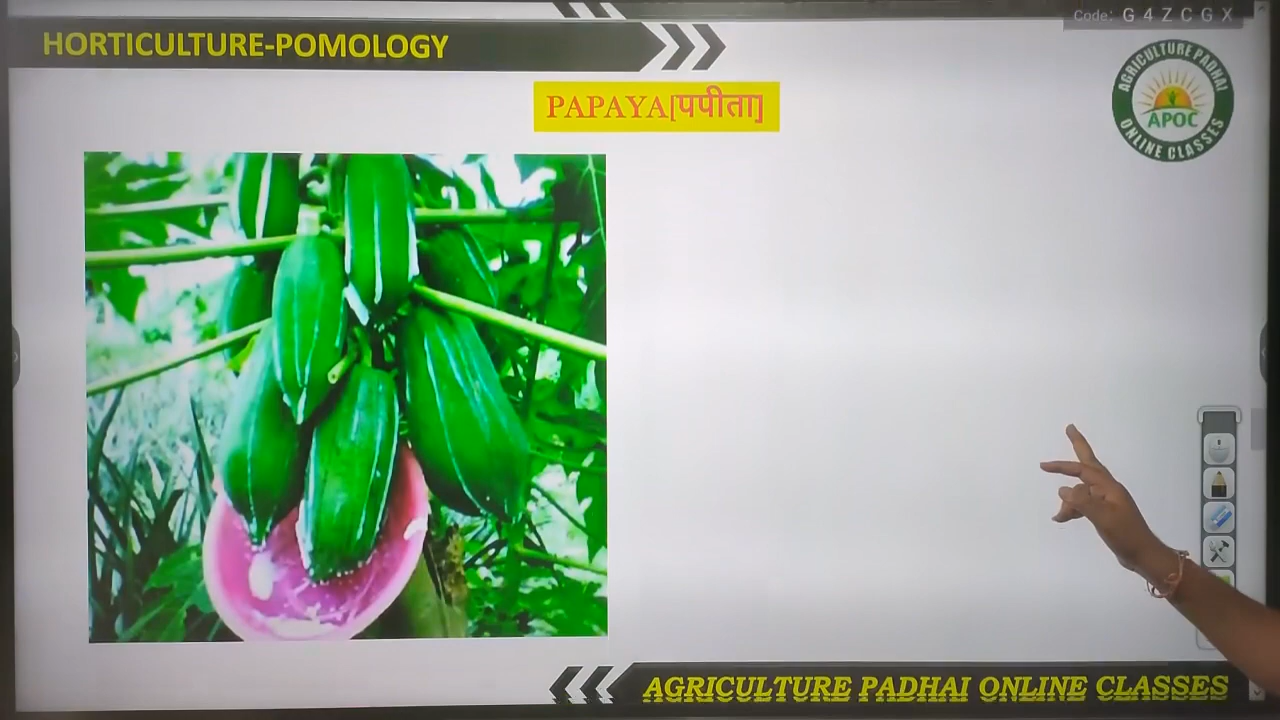 Code: G 4 Z C G X
HORTICULTURE-POMOLOGY
PAPAYA[पपीता]
AGRICULTURE PADHAI
APOC
ONLINE CLASSES
AGRICULTURE PADHAI ONLINE CLASSES